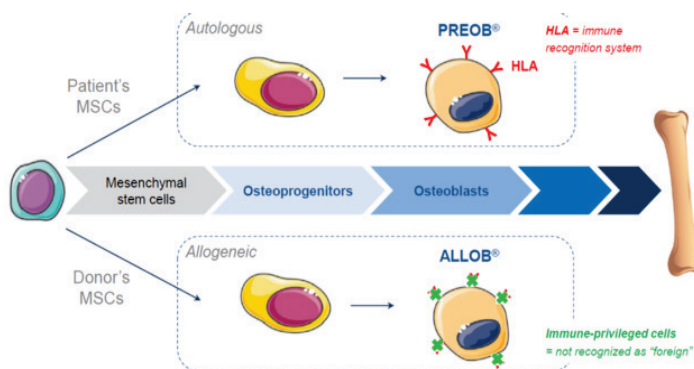 Autologous
PREOB®
HLA = immune
recognition system
HLA
Patient's
MSCs
Mesenchymal
stem cells
Osteoprogenitors
Osteoblasts
Donor's
MSCs
Allogeneic
ALLOB®
Immune-privileged cells
= not recognized as "foreign"